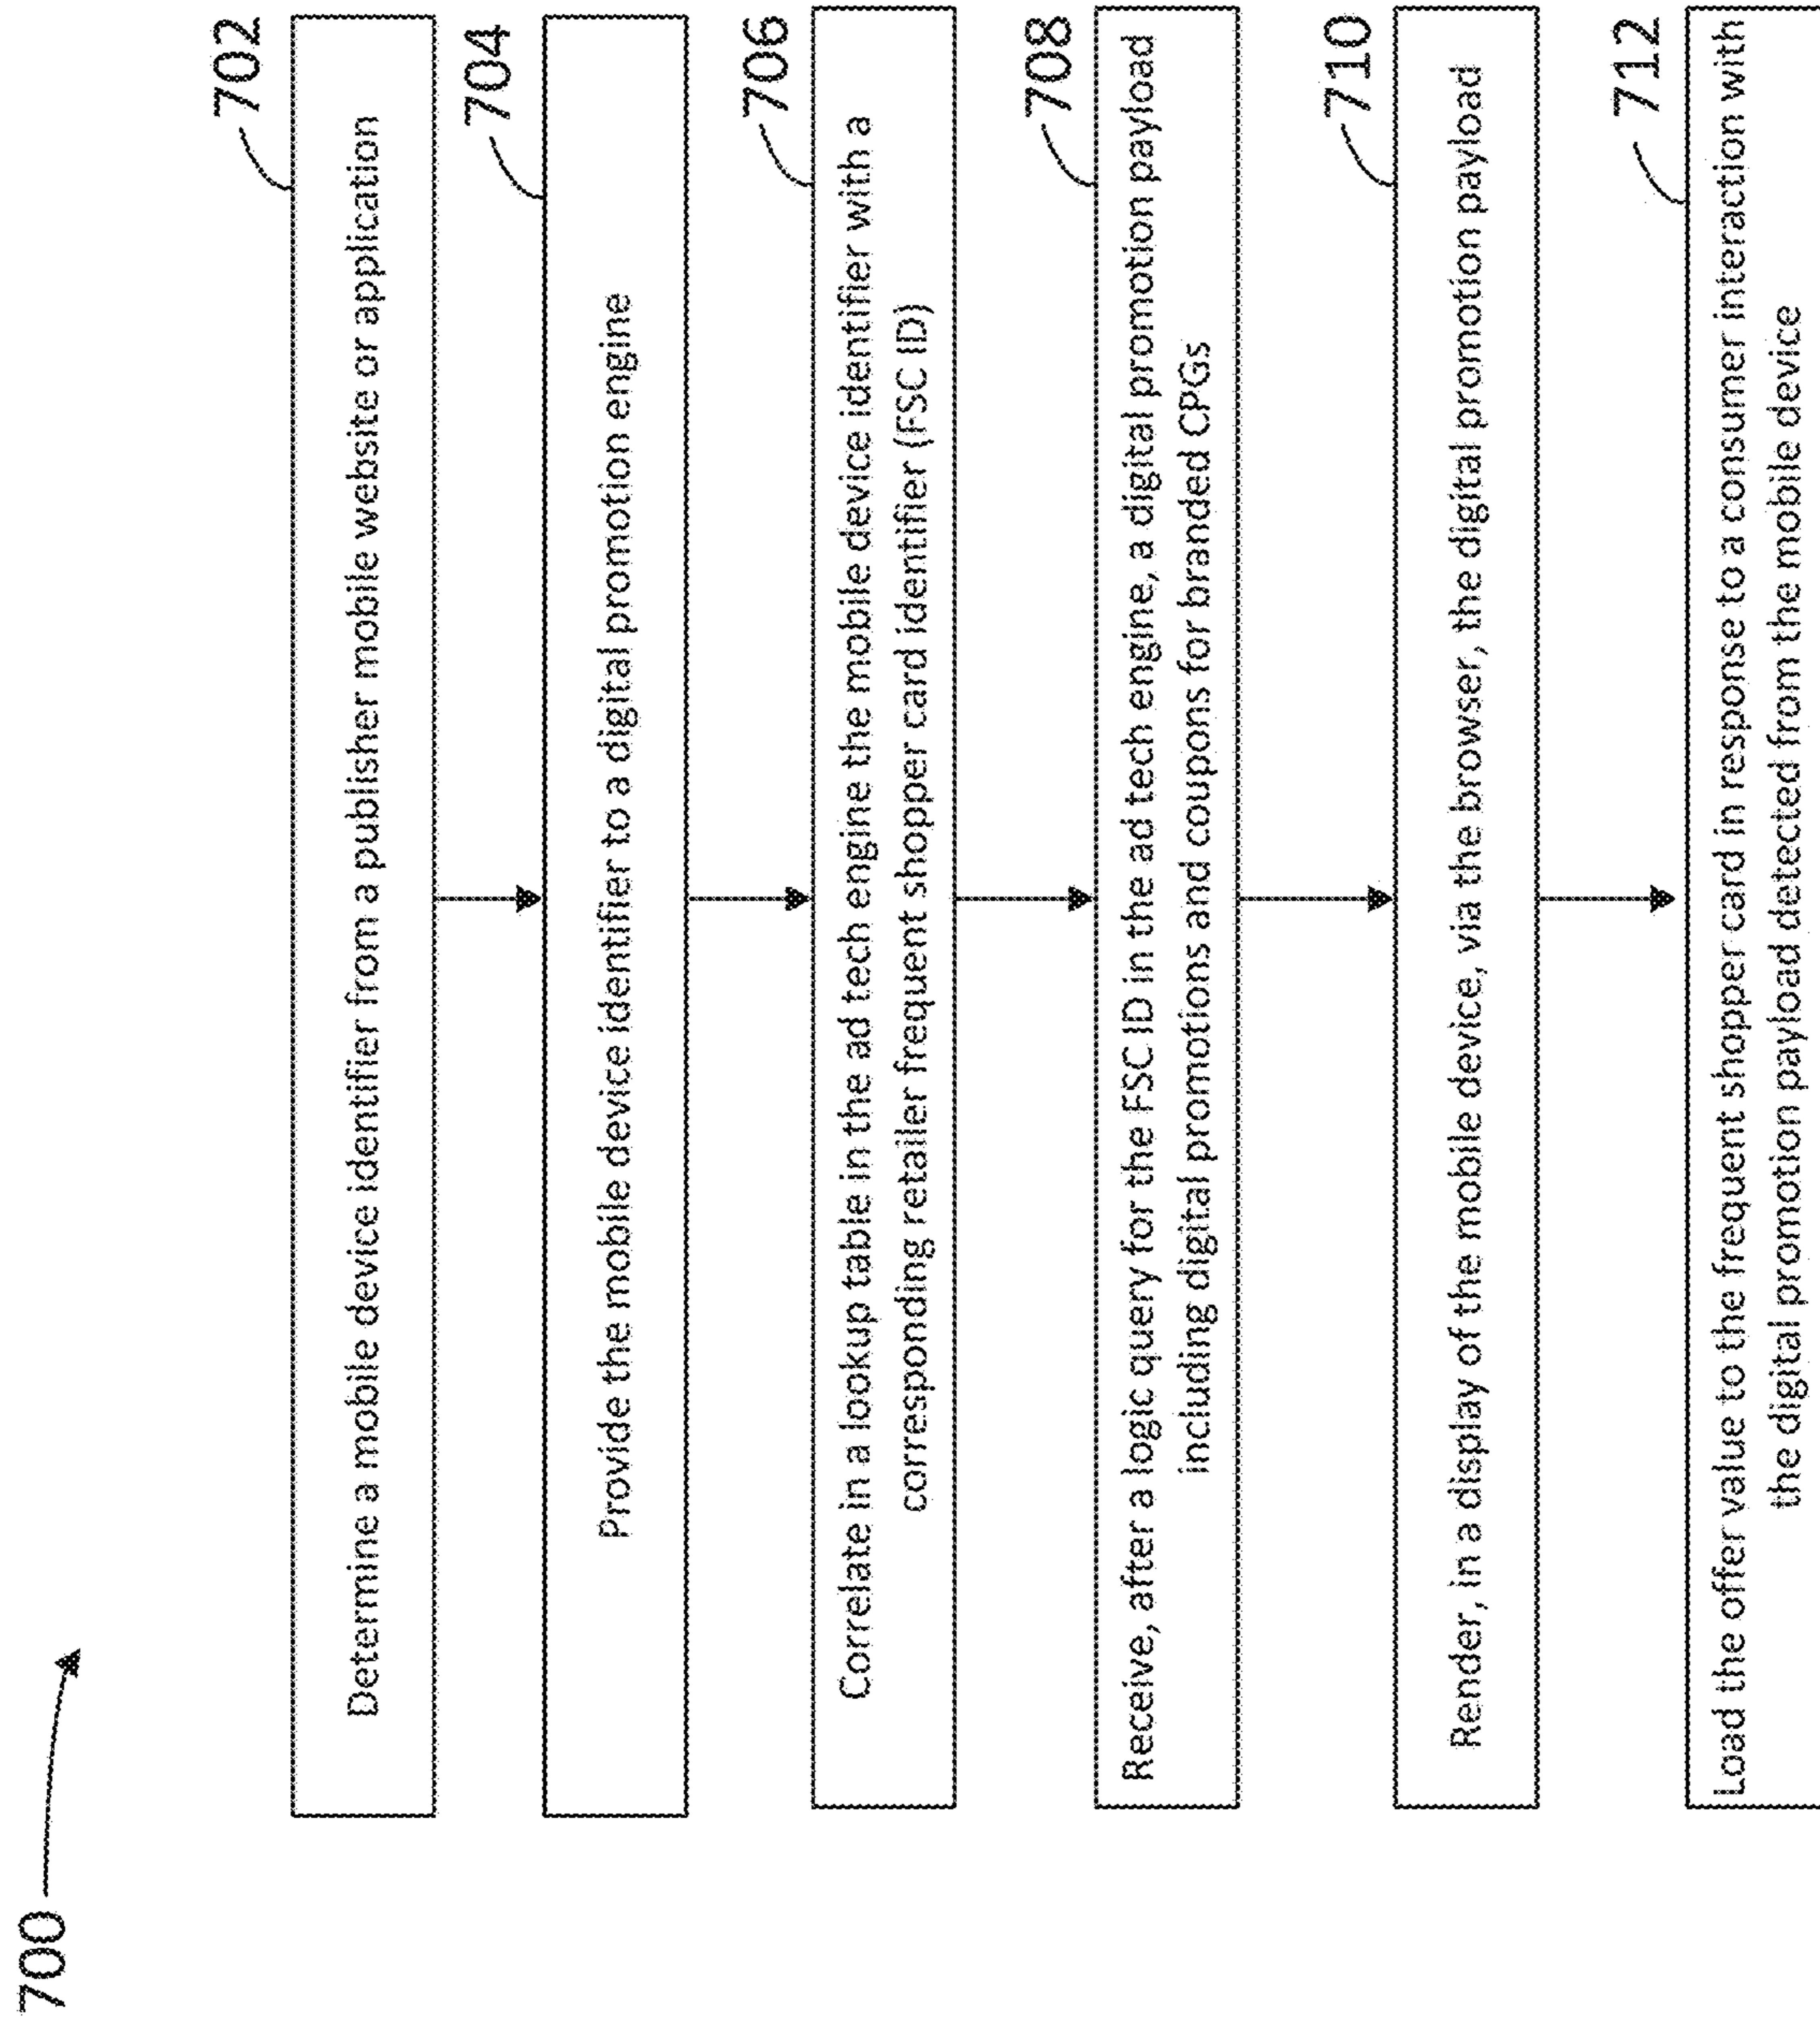 700
702
Determine a mobile device identifier from a publisher mobile website or application
704
Provide the mobile device identifier to a digital promotion engine
706
Correlate in a lookup table in the ad tech engine the mobile device identifier with a
corresponding retailer frequent shopper card identifier (FSC ID)
708
Receive, after a logic query for the FSC ID in the ad tech engine, a digital promotion payload
including digital promotions and coupons for branded CPGs
710
Render, in a display of the mobile device, via the browser, the digital promotion payload
712
Load the offer value to the frequent shopper card in response to a consumer interaction with
the digital promotion payload detected from the mobile device